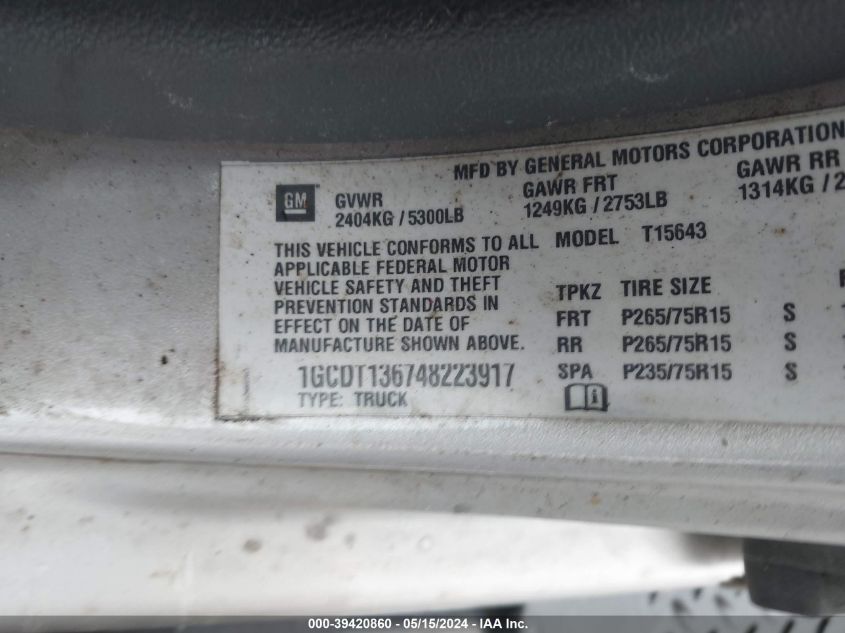 MFD BY GENERAL MOTORS CORPORATION
GM
GVWR
2404KG / 5300LB
GAWR FRT
1249KG / 2753LB
GAWR RR
1314KG / 2
THIS VEHICLE CONFORMS TO ALL
APPLICABLE FEDERAL MOTOR
VEHICLE SAFETY AND THEFT
PREVENTION STANDARDS IN
EFFECT ON THE DATE OF
MANUFACTURE SHOWN ABOVE.
1GCDT136748223917
TYPE: TRUCK
MODEL T15643
TPKZ TIRE SIZE
FRT P265/75R15 S
RR P265/75R15 S
SPA P235/75R15 S
i
000-39420860 - 05/15/2024 - IAA Inc.